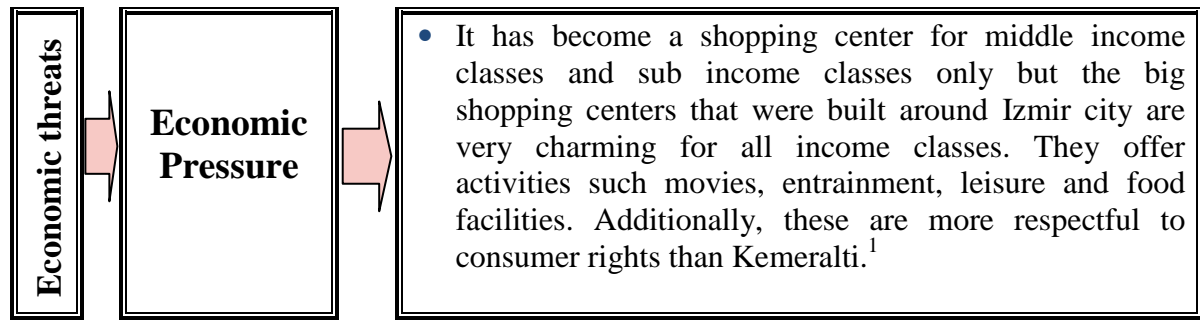 Economic threats
Economic
Pressure
• It has become a shopping center for middle income
classes and sub income classes only but the big
shopping centers that were built around Izmir city are
very charming for all income classes. They offer
activities such movies, entrainment, leisure and food
facilities. Additionally, these are more respectful to
consumer rights than Kemeralti.1